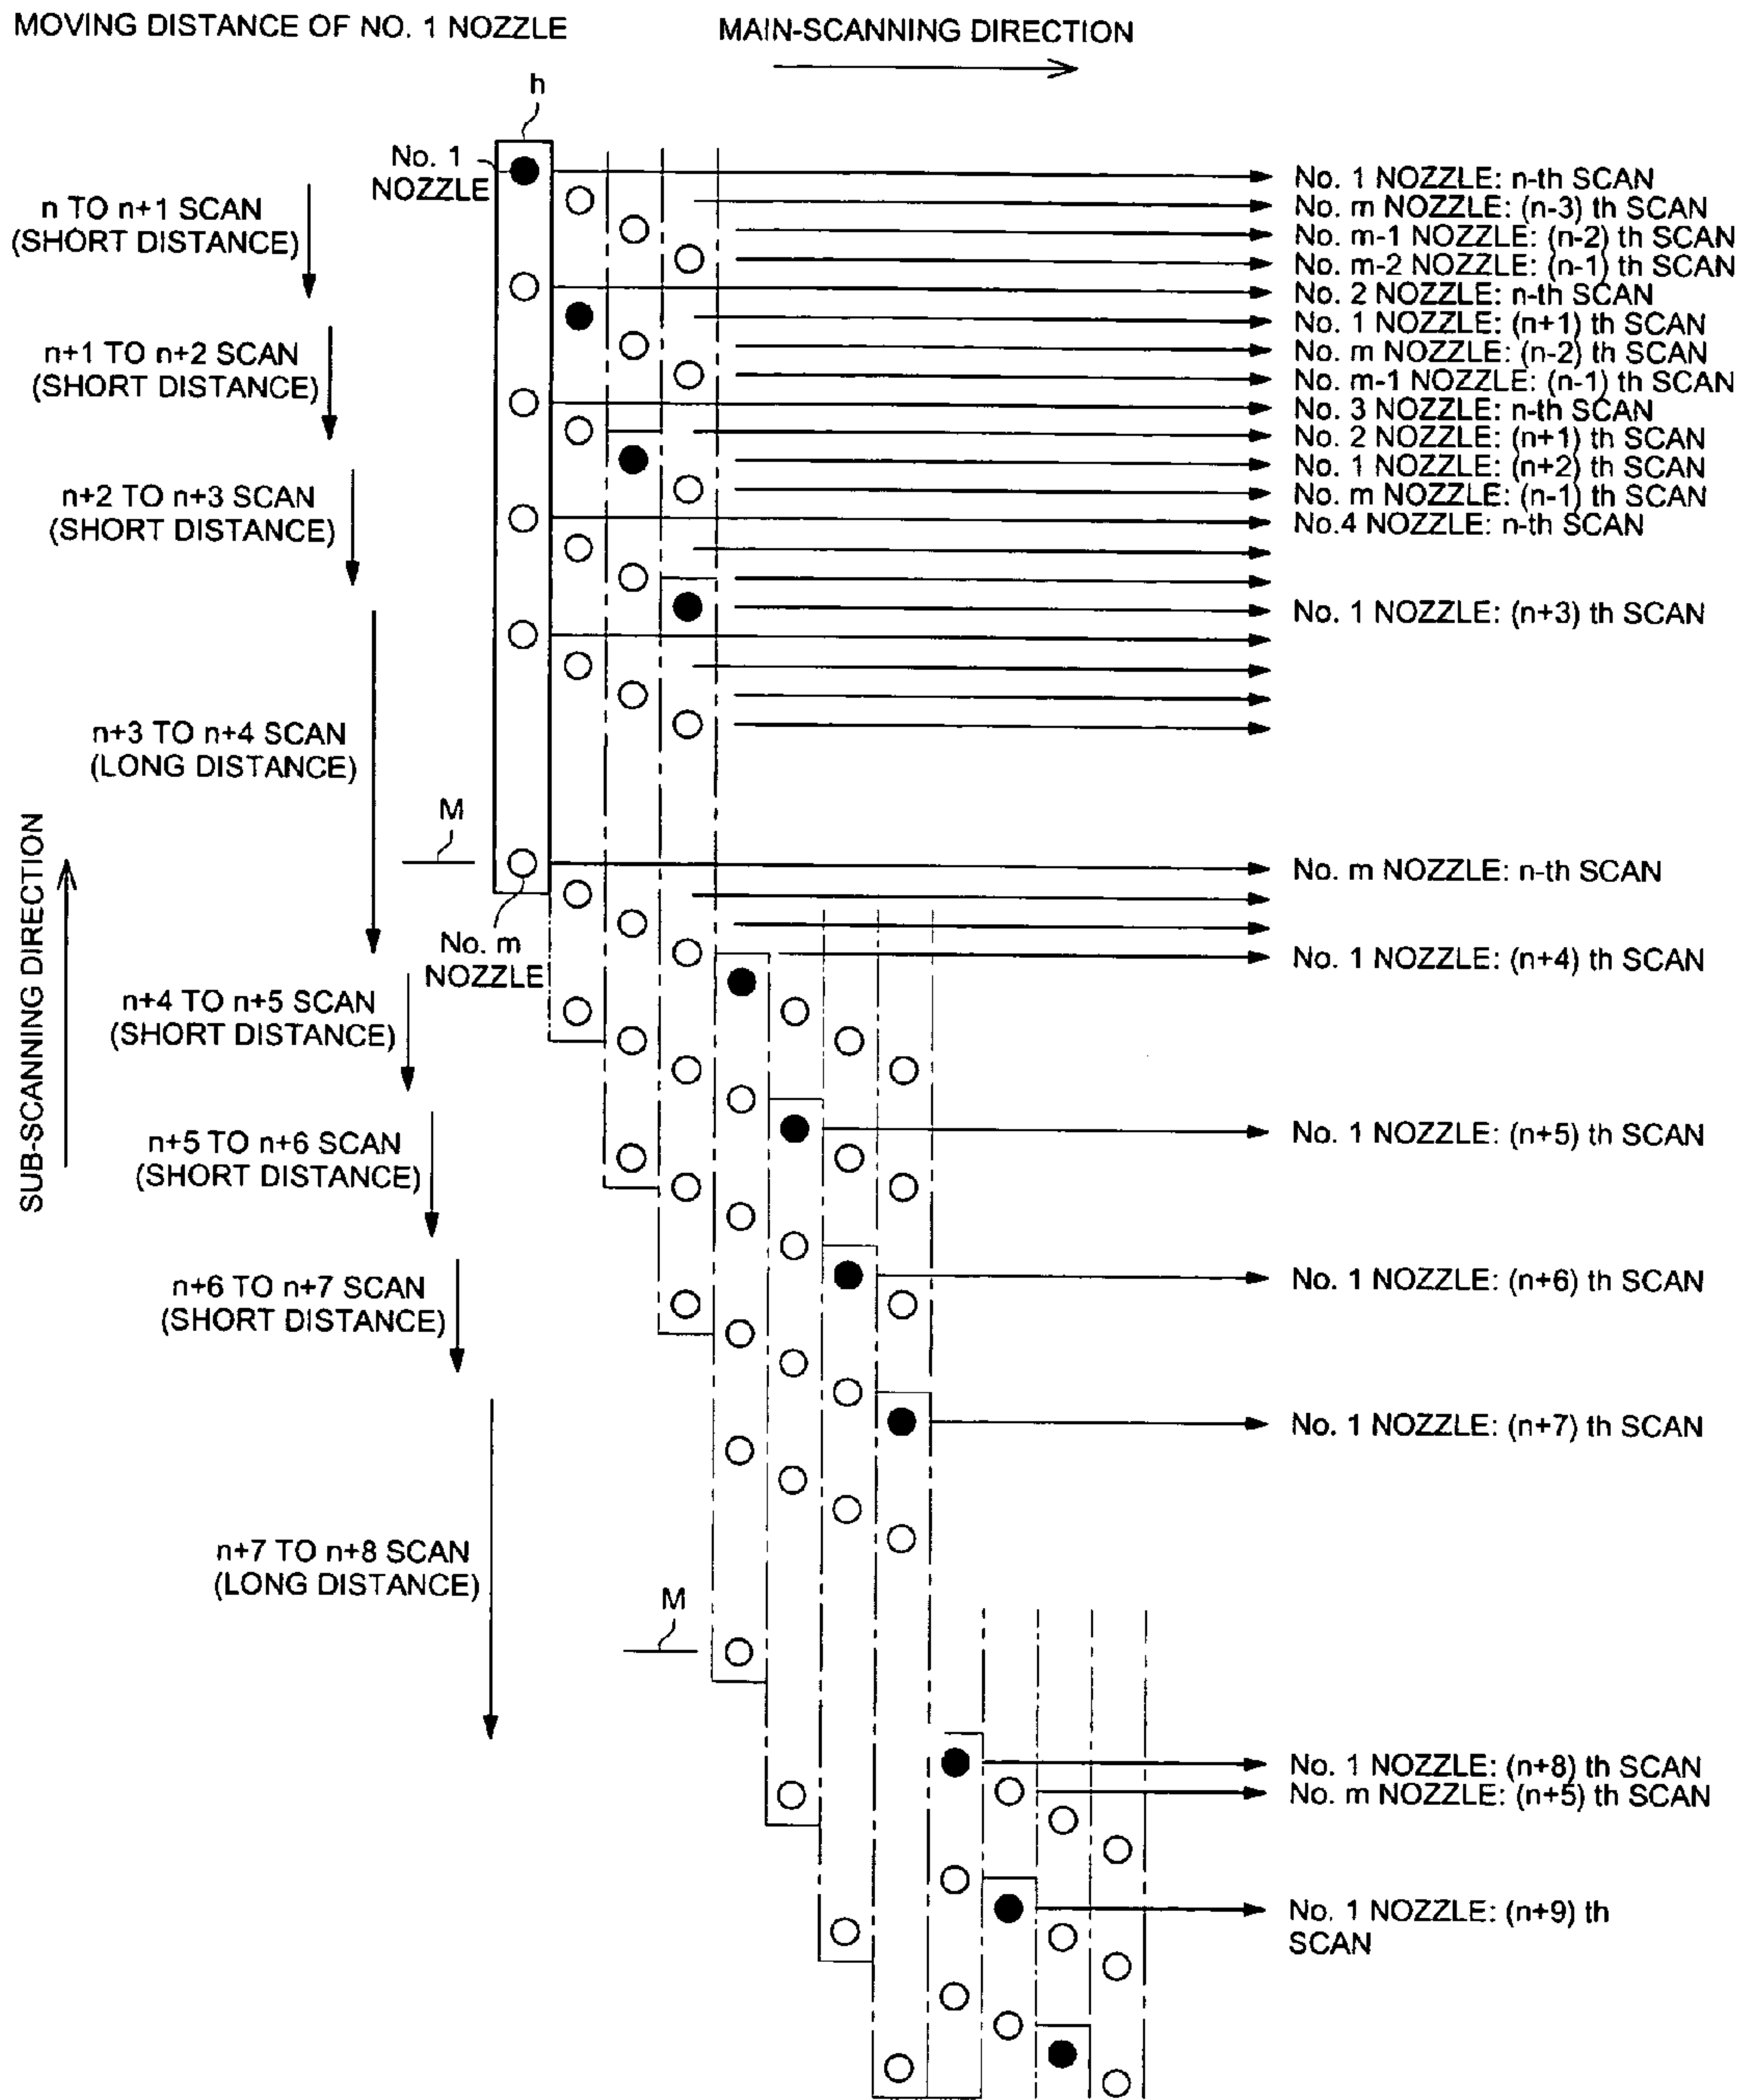 MOVING DISTANCE OF NO. 1 NOZZLE
MAIN-SCANNING DIRECTION
h
No. 1
NOZZLE
n TO n+1 SCAN
(SHORT DISTANCE)
n+1 TO n+2 SCAN
(SHORT DISTANCE)
n+2 TO n+3 SCAN
(SHORT DISTANCE)
n+3 TO n+4 SCAN
(LONG DISTANCE)
M
No. m
NOZZLE
SUB-SCANNING DIRECTION
n+4 TO n+5 SCAN
(SHORT DISTANCE)
n+5 TO n+6 SCAN
(SHORT DISTANCE)
n+6 TO n+7 SCAN
(SHORT DISTANCE)
n+7 TO n+8 SCAN
(LONG DISTANCE)
M
No. 1 NOZZLE: n-th SCAN
No. m NOZZLE: (n-3) th SCAN
No. m-1 NOZZLE: (n-2) th SCAN
No. m-2 NOZZLE: (n-1) th SCAN
No. 2 NOZZLE: n-th SCAN
No. 1 NOZZLE: (n+1) th SCAN
No. m NOZZLE: (n-2) th SCAN
No. m-1 NOZZLE: (n-1) th SCAN
No. 3 NOZZLE: n-th SCAN
No. 2 NOZZLE: (n+1) th SCAN
No. 1 NOZZLE: (n+2) th SCAN
No. m NOZZLE: (n-1) th SCAN
No.4 NOZZLE: n-th SCAN
No. 1 NOZZLE: (n+3) th SCAN
No. m NOZZLE: n-th SCAN
No. 1 NOZZLE: (n+4) th SCAN
No. 1 NOZZLE: (n+5) th SCAN
No. 1 NOZZLE: (n+6) th SCAN
No. 1 NOZZLE: (n+7) th SCAN
No. 1 NOZZLE: (n+8) th SCAN
No. m NOZZLE: (n+5) th SCAN
No. 1 NOZZLE: (n+9) th
SCAN